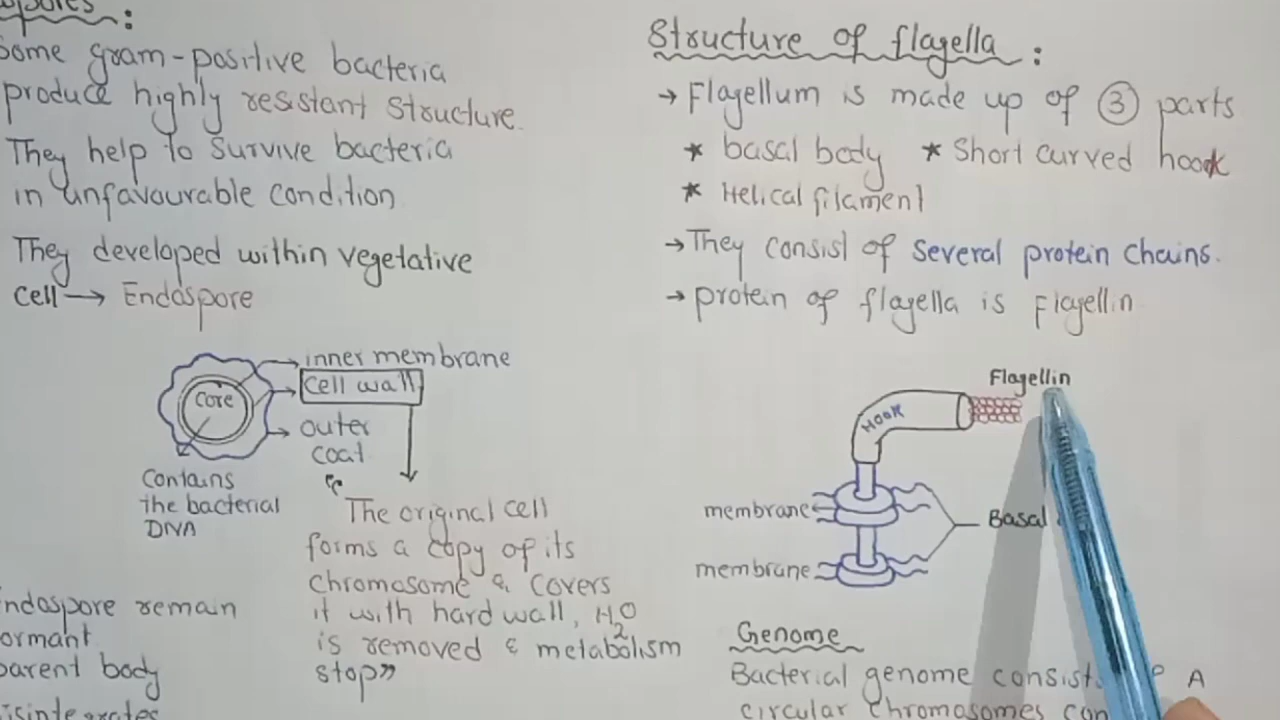 Some gram-positive bacteria
produce highly resistant structure.
They help to survive bacteria
in unfavourable condition
They developed within vegetative
cell → Endospore
inner membrane
Core
cell wall
outer
coat
Contains
the bacterial
DNA
The original cell
forms a copy of its
chromosome & covers
it with hard wall, H2O
is removed & metabolism
stop”
remain
parent body
Structure of flagella :
→ Flagellum is made up of ③ parts
* basal body * Short curved hook
* Helical filament
→ They consist of several protein chains.
→ protein of flagella is Flagellin
Flagellin
HOOK
membrane
Basal
membrane
Genome
Bacterial genome consist A
circular chromosomes